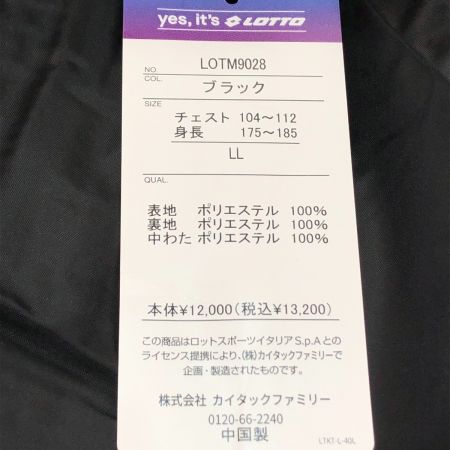 yes, it's LOTTO
NO. LOTM9028
COL. ブラック
SIZE
チェスト 104～112
身長 175～185
LL
QUAL.
表地 ポリエステル 100%
裏地 ポリエステル 100%
中わた ポリエステル 100%
本体¥12,000(税込¥13,200)
この商品はロットスポーツイタリアS.p.Aとの
ライセンス提携により、(株)カイタックファミリーで
企画・製造されたものです。
株式会社 カイタックファミリー
0120-66-2240
中国製
LTKT-L-40L